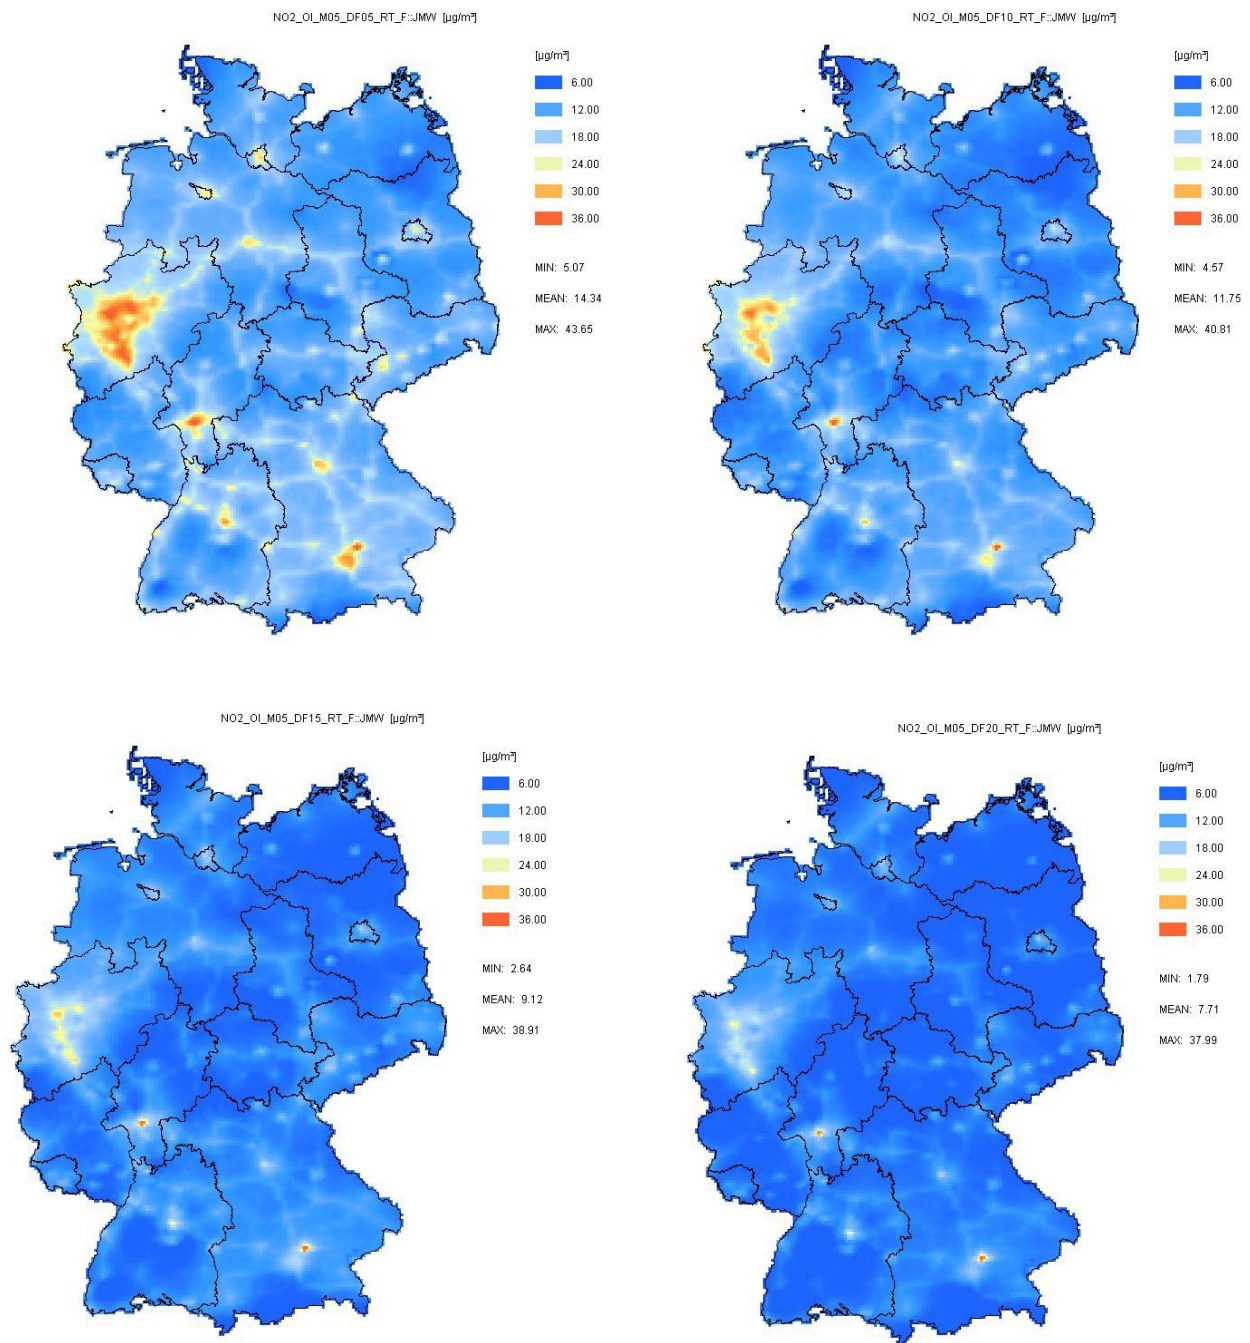 NO2_OI_M05_DF05_RT_F::JMW [µg/m³]
[µg/m³]
6.00
12.00
18.00
24.00
30.00
36.00
MIN: 5.07
MEAN: 14.34
MAX: 43.65
NO2_OI_M05_DF10_RT_F::JMW [µg/m³]
[µg/m³]
6.00
12.00
18.00
24.00
30.00
36.00
MIN: 4.57
MEAN: 11.75
MAX: 40.81
NO2_OI_M05_DF15_RT_F::JMW [µg/m³]
[µg/m³]
6.00
12.00
18.00
24.00
30.00
36.00
MIN: 2.64
MEAN: 9.12
MAX: 38.91
NO2_OI_M05_DF20_RT_F::JMW [µg/m³]
[µg/m³]
6.00
12.00
18.00
24.00
30.00
36.00
MIN: 1.79
MEAN: 7.71
MAX: 37.99